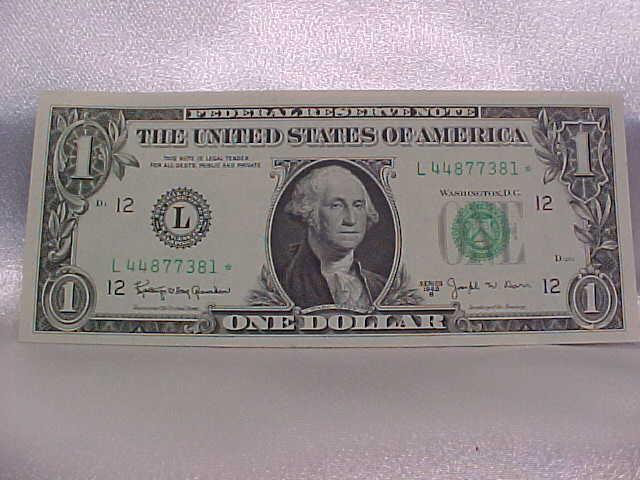 FEDERAL RESERVE NOTE
THE UNITED STATES OF AMERICA
THIS NOTE IS LEGAL TENDER
FOR ALL DEBTS, PUBLIC AND PRIVATE
L 44877381 *
WASHINGTON, D.C.
1
1
D1
12
L
12
ONE
L 44877381 *
12
SERIES
1963
B
12
1
ONE DOLLAR
1